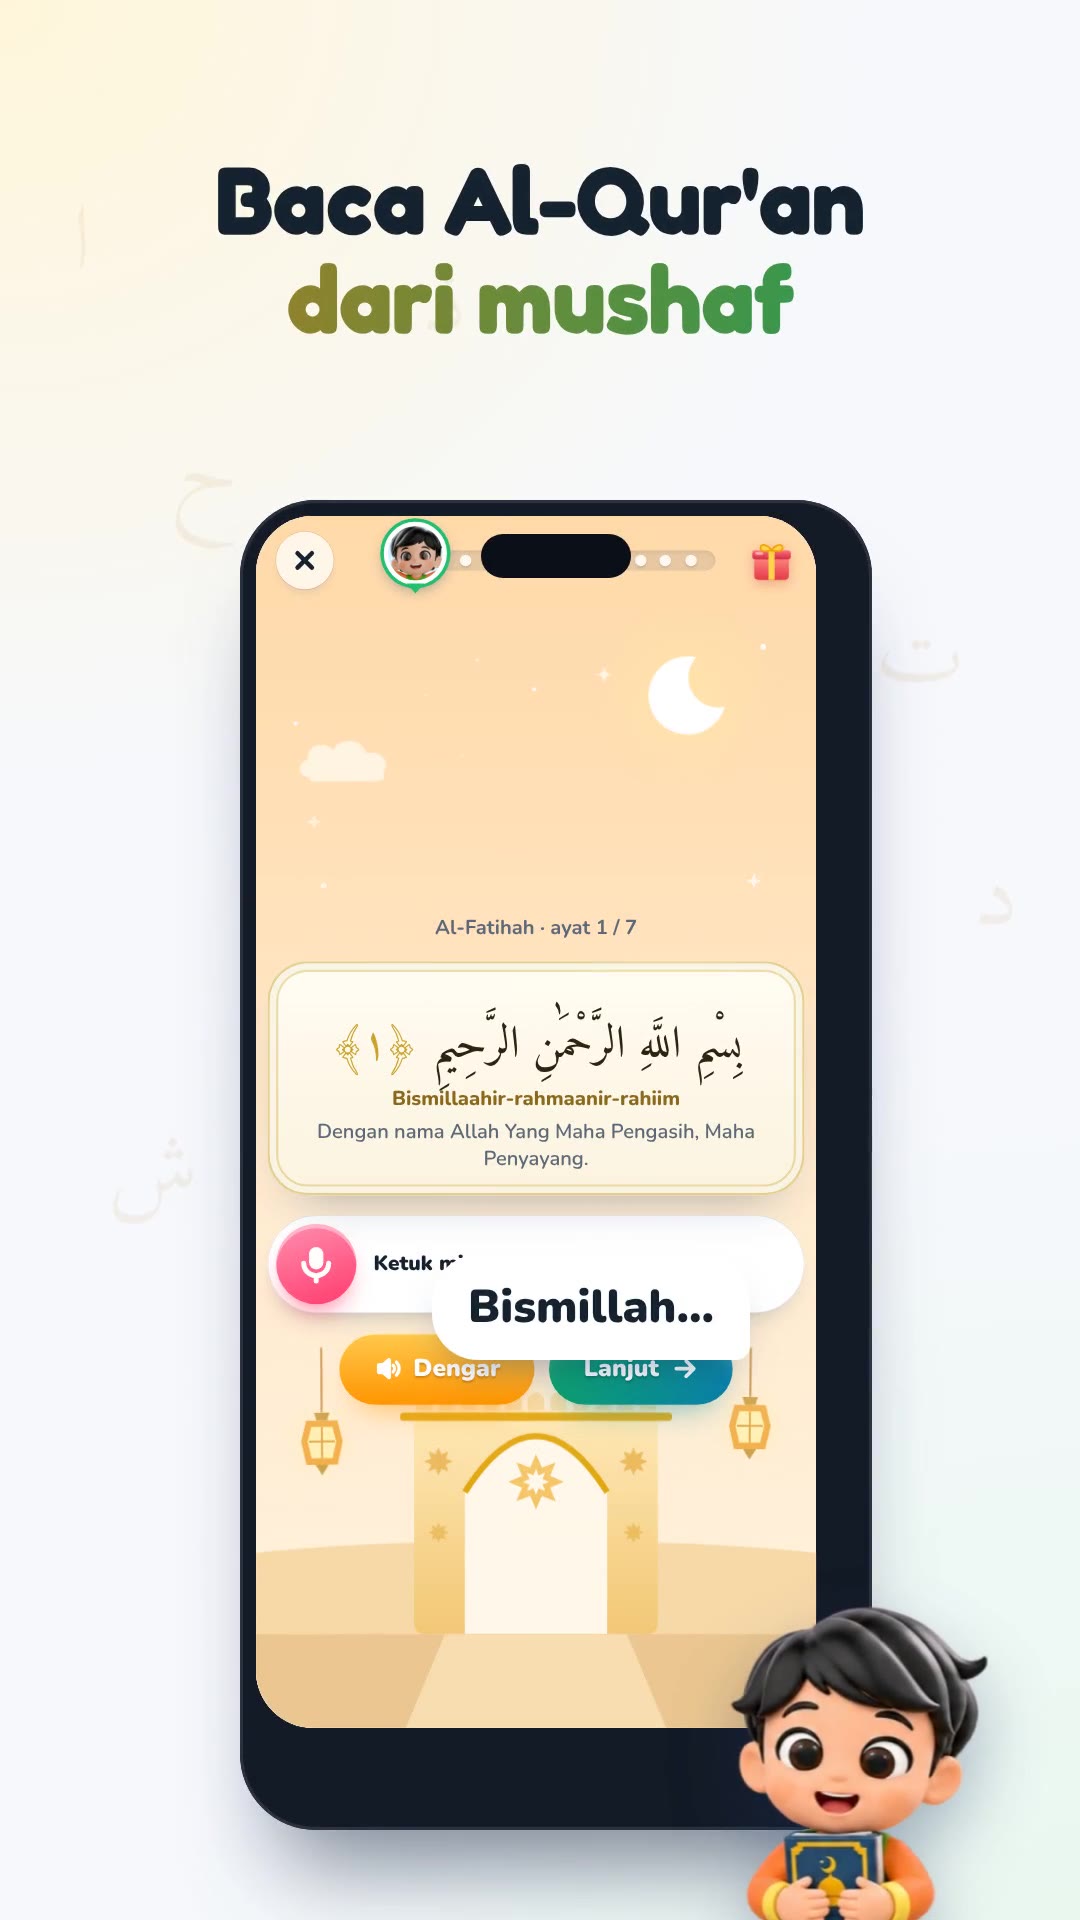 Baca Al-Qur'an
dari mushaf
ا
ح
ت
د
ش
Al-Fatihah · ayat 1 / 7
بِسْمِ اللَّهِ الرَّحْمَٰنِ الرَّحِيمِ ﴿١﴾
Bismillaahir-rahmaanir-rahiim
Dengan nama Allah Yang Maha Pengasih, Maha
Penyayang.
Ketuk
Bismillah...
Dengar
Lanjut →